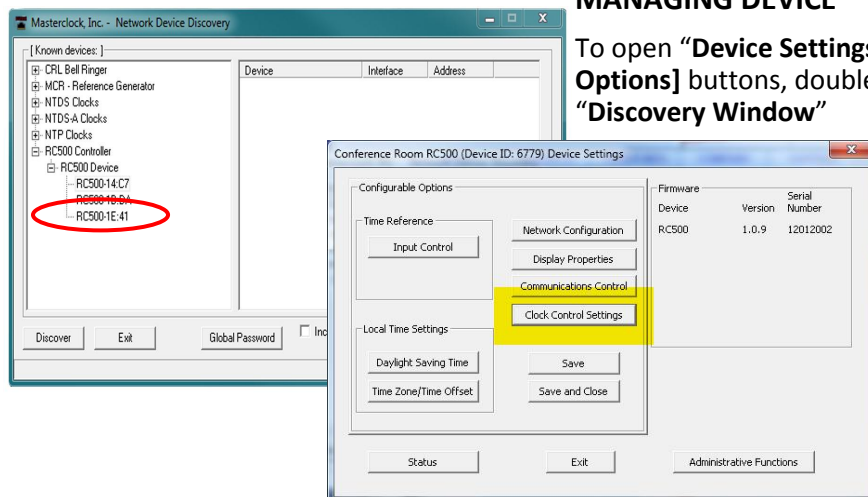 MANAGING DEVICE
To open “Device Settings
Options] buttons, double
“Discovery Window”
Masterclock, Inc. - Network Device Discovery
[ Known devices: ]
CRL Bell Ringer
MCR - Reference Generator
NTDS Clocks
NTDS-A Clocks
NTP Clocks
RC500 Controller
RC500 Device
RC500-14:C7
RC500-1B:DA
RC500-1E:41
Device Interface Address
Discover Exit Global Password Inc
Conference Room RC500 (Device ID: 6779) Device Settings
Configurable Options
Time Reference
Input Control
Network Configuration
Display Properties
Communications Control
Clock Control Settings
Local Time Settings
Daylight Saving Time
Time Zone/Time Offset
Save
Save and Close
Firmware
Device Version Serial Number
RC500 1.0.9 12012002
Status Exit Administrative Functions